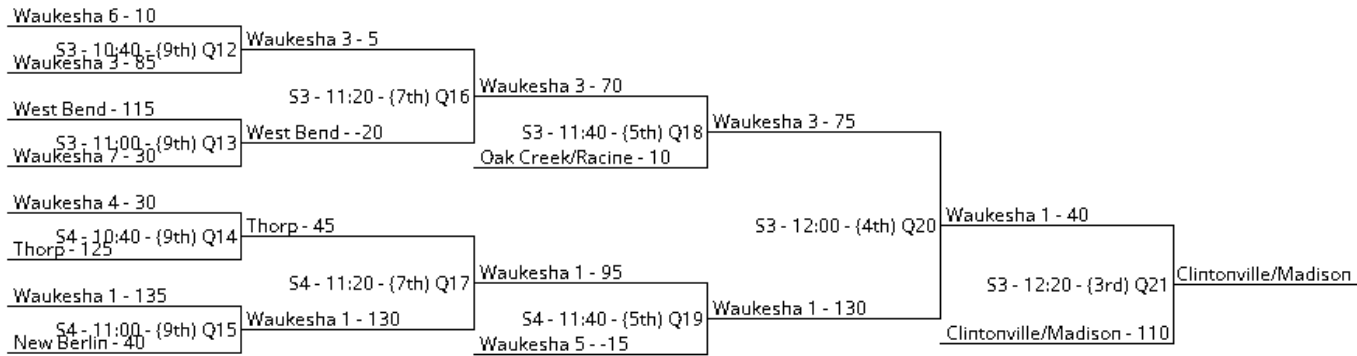 Waukesha 6 - 10
S3 - 10:40 - (9th) Q12
Waukesha 3 - 85
Waukesha 3 - 5
S3 - 11:20 - (7th) Q16
West Bend - 115
S3 - 11:00 - (9th) Q13
Waukesha 7 - 30
West Bend - -20
Waukesha 3 - 70
S3 - 11:40 - (5th) Q18
Oak Creek/Racine - 10
Waukesha 3 - 75
Waukesha 4 - 30
S4 - 10:40 - (9th) Q14
Thorp - 125
Thorp - 45
S4 - 11:20 - (7th) Q17
Waukesha 1 - 135
S4 - 11:00 - (9th) Q15
New Berlin - 40
Waukesha 1 - 130
Waukesha 1 - 95
S4 - 11:40 - (5th) Q19
Waukesha 5 - -15
Waukesha 1 - 130
S3 - 12:00 - (4th) Q20
Waukesha 1 - 40
S3 - 12:20 - (3rd) Q21
Clintonville/Madison - 110
Clintonville/Madison